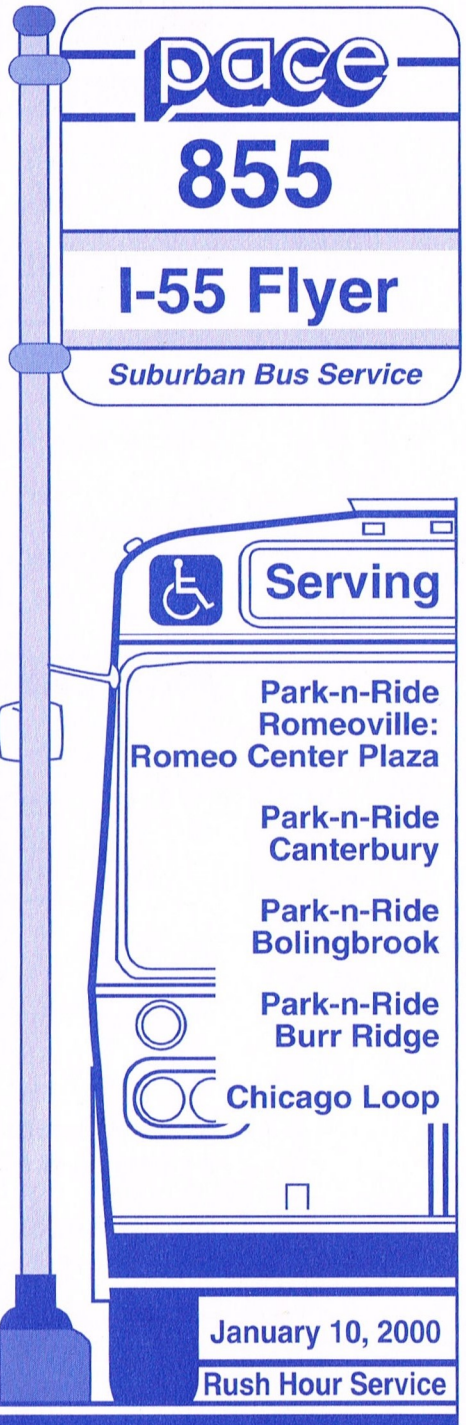 pace
855
I-55 Flyer
Suburban Bus Service
Serving
Park-n-Ride
Romeoville:
Romeo Center Plaza
Park-n-Ride
Canterbury
Park-n-Ride
Bolingbrook
Park-n-Ride
Burr Ridge
Chicago Loop
January 10, 2000
Rush Hour Service